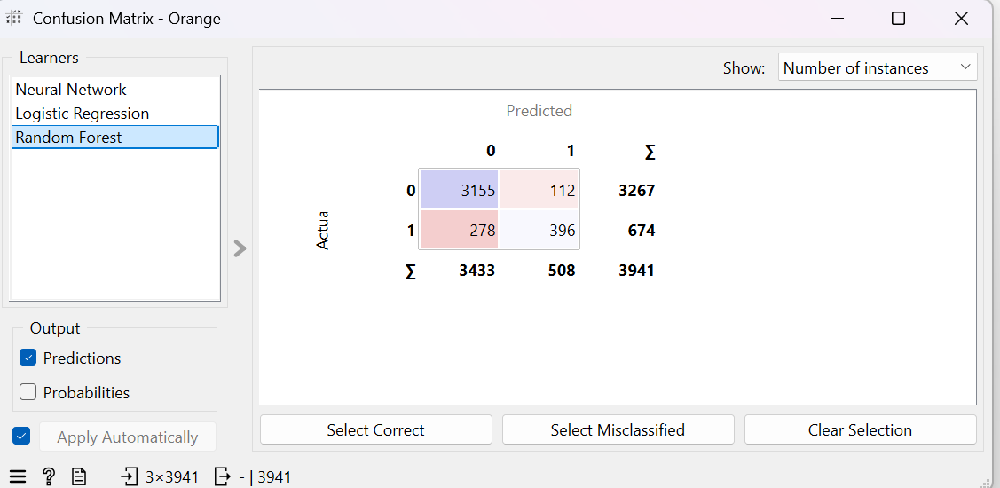 Confusion Matrix - Orange
Learners
Neural Network
Logistic Regression
Random Forest
Output
Predictions
Probabilities
Apply Automatically
Show: Number of instances
Predicted
0 1 ∑
Actual
0 3155 112 3267
1 278 396 674
∑ 3433 508 3941
Select Correct Select Misclassified Clear Selection
3×3941 - | 3941